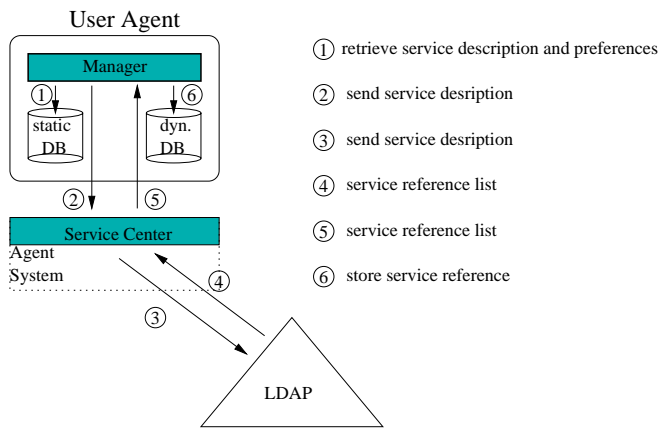 User Agent
Manager
1
6
static
DB
dyn.
DB
2
5
Service Center
Agent
System
4
3
LDAP
1 retrieve service description and preferences
2 send service desription
3 send service desription
4 service reference list
5 service reference list
6 store service reference